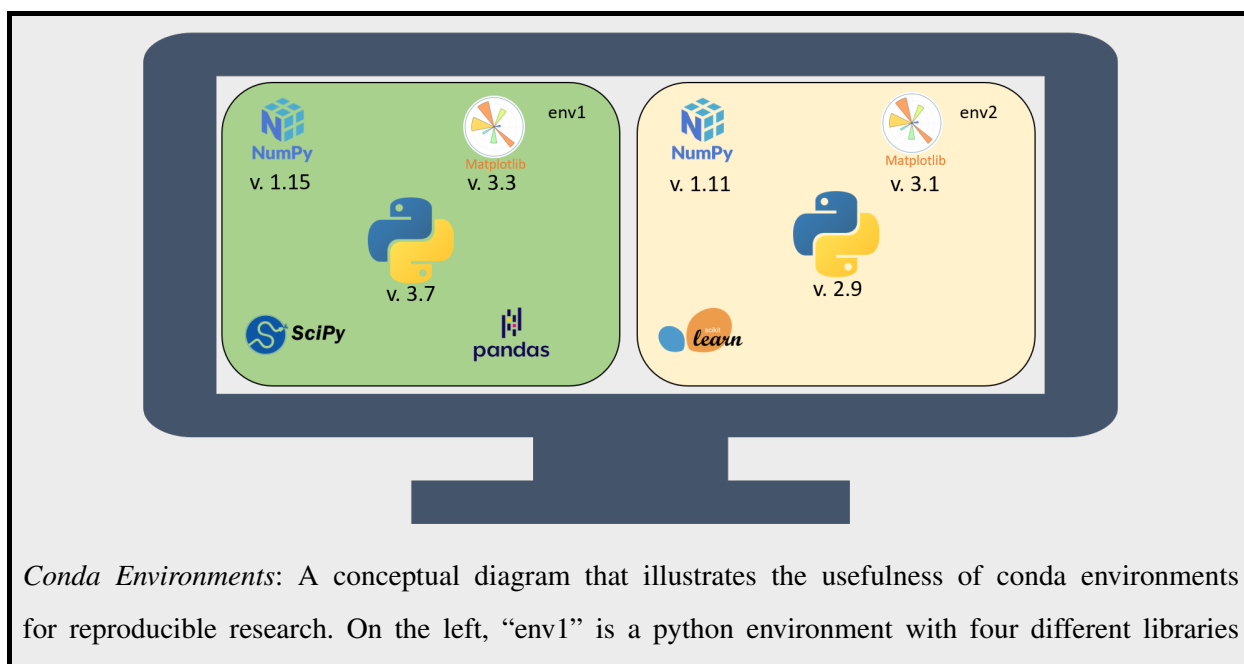 env1
env2
NumPy
Matplotlib
NumPy
Matplotlib
v. 1.15
v. 3.3
v. 1.11
v. 3.1
v. 3.7
v. 2.9
SciPy
pandas
scikit
learn
Conda Environments: A conceptual diagram that illustrates the usefulness of conda environments
for reproducible research. On the left, “env1” is a python environment with four different libraries